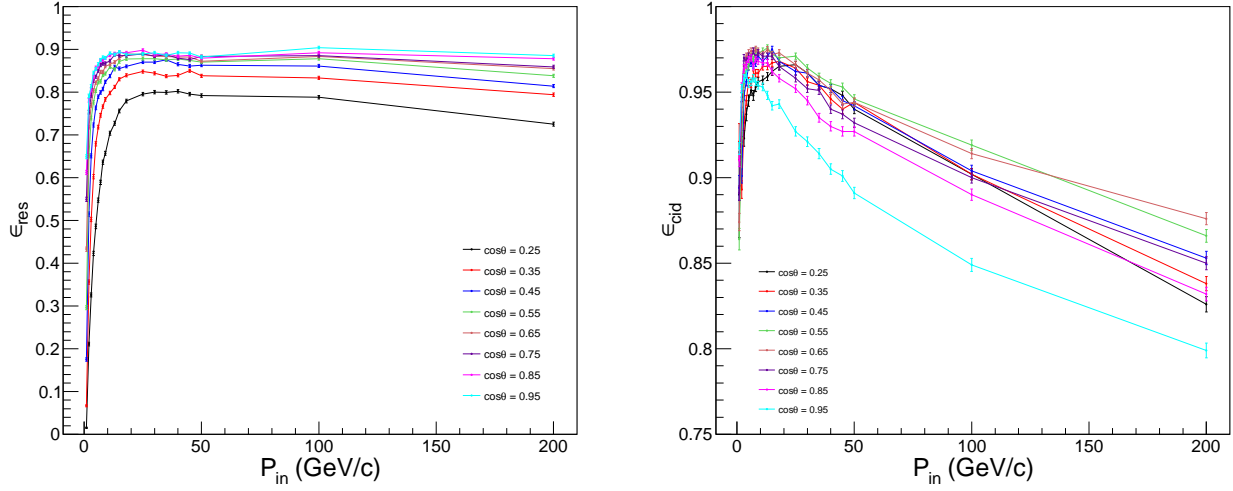 ϵres
1
0.9
0.8
0.7
0.6
0.5
0.4
0.3
0.2
0.1
0
0 50 100 150 200
P_in (GeV/c)
cosθ = 0.25
cosθ = 0.35
cosθ = 0.45
cosθ = 0.55
cosθ = 0.65
cosθ = 0.75
cosθ = 0.85
cosθ = 0.95
ϵcid
1
0.95
0.9
0.85
0.8
0.75
0 50 100 150 200
P_in (GeV/c)
cosθ = 0.25
cosθ = 0.35
cosθ = 0.45
cosθ = 0.55
cosθ = 0.65
cosθ = 0.75
cosθ = 0.85
cosθ = 0.95